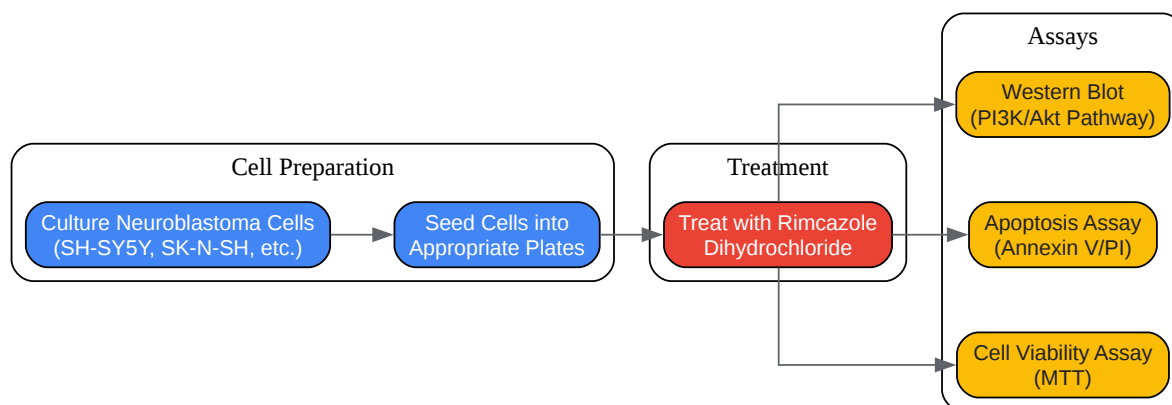 Cell Preparation
Culture Neuroblastoma Cells
(SH-SY5Y, SK-N-SH, etc.)
Seed Cells into
Appropriate Plates
Treatment
Treat with Rimcazole
Dihydrochloride
Assays
Western Blot
(PI3K/Akt Pathway)
Apoptosis Assay
(Annexin V/PI)
Cell Viability Assay
(MTT)